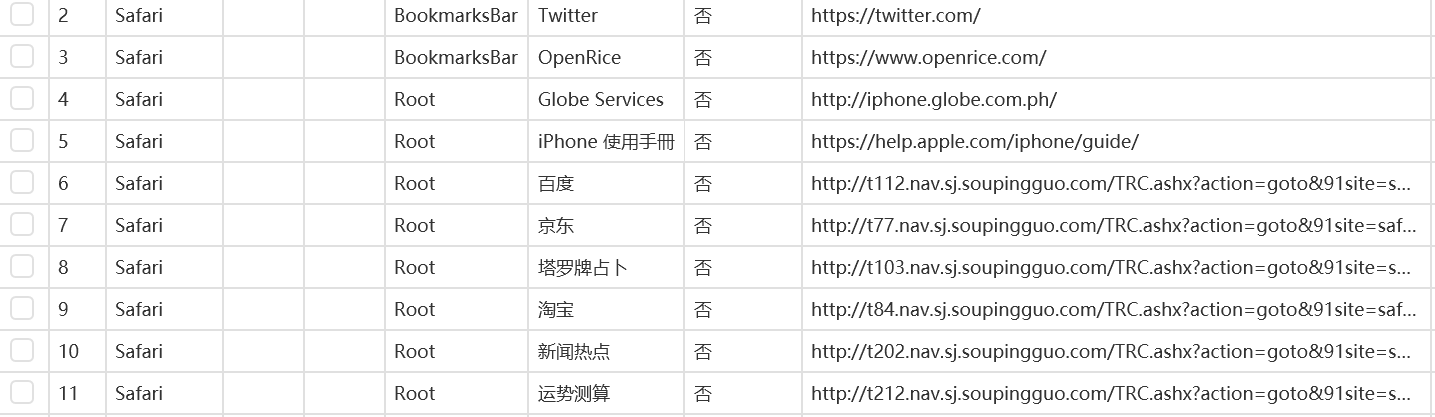 2 Safari BookmarksBar Twitter 否 https://twitter.com/
3 Safari BookmarksBar OpenRice 否 https://www.openrice.com/
4 Safari Root Globe Services 否 http://iphone.globe.com.ph/
5 Safari Root iPhone 使用手冊 否 https://help.apple.com/iphone/guide/
6 Safari Root 百度 否 http://t112.nav.sj.soupingguo.com/TRC.ashx?action=goto&91site=s...
7 Safari Root 京东 否 http://t77.nav.sj.soupingguo.com/TRC.ashx?action=goto&91site=saf...
8 Safari Root 塔罗牌占卜 否 http://t103.nav.sj.soupingguo.com/TRC.ashx?action=goto&91site=s...
9 Safari Root 淘宝 否 http://t84.nav.sj.soupingguo.com/TRC.ashx?action=goto&91site=saf...
10 Safari Root 新闻热点 否 http://t202.nav.sj.soupingguo.com/TRC.ashx?action=goto&91site=s...
11 Safari Root 运势测算 否 http://t212.nav.sj.soupingguo.com/TRC.ashx?action=goto&91site=s...